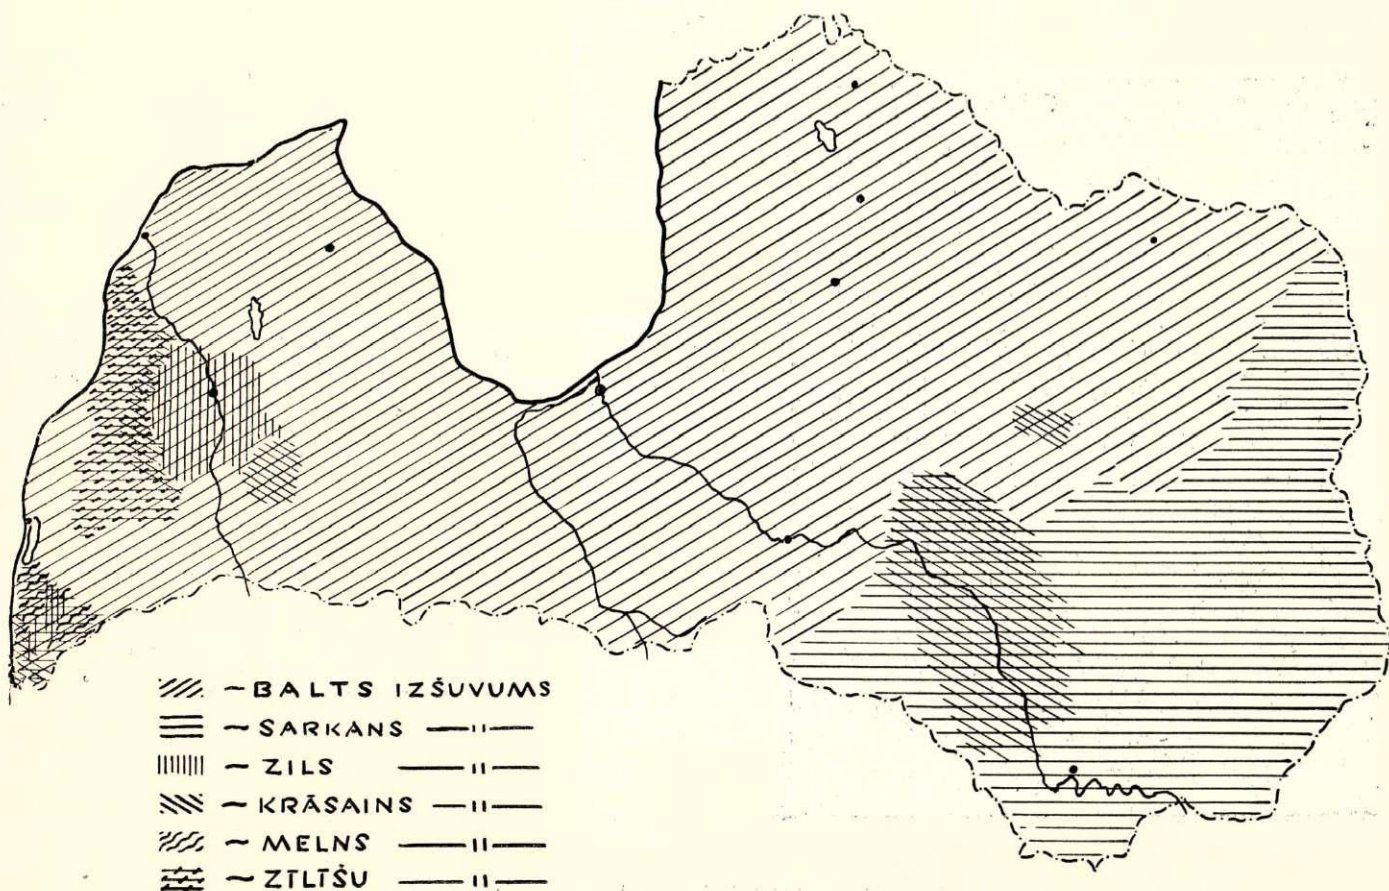 ~ BALTS IZŠUVUMS
~ SARKANS —"—
~ ZILS —"—
~ KRĀSAINS —"—
~ MELNS —"—
~ ZĪLĪŠU —"—